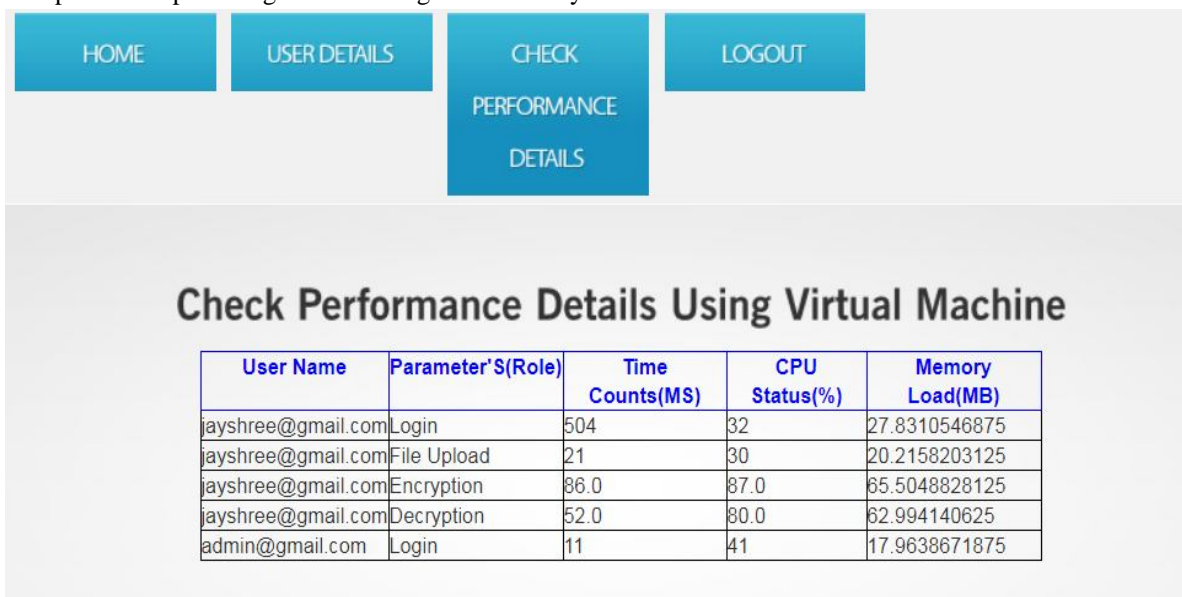 HOME USER DETAILS CHECK PERFORMANCE DETAILS LOGOUT
Check Performance Details Using Virtual Machine
User Name Parameter'S(Role) Time Counts(MS) CPU Status(%) Memory Load(MB)
jayshree@gmail.com Login 504 32 27.8310546875
jayshree@gmail.com File Upload 21 30 20.2158203125
jayshree@gmail.com Encryption 86.0 87.0 65.5048828125
jayshree@gmail.com Decryption 52.0 80.0 62.994140625
admin@gmail.com Login 11 41 17.9638671875